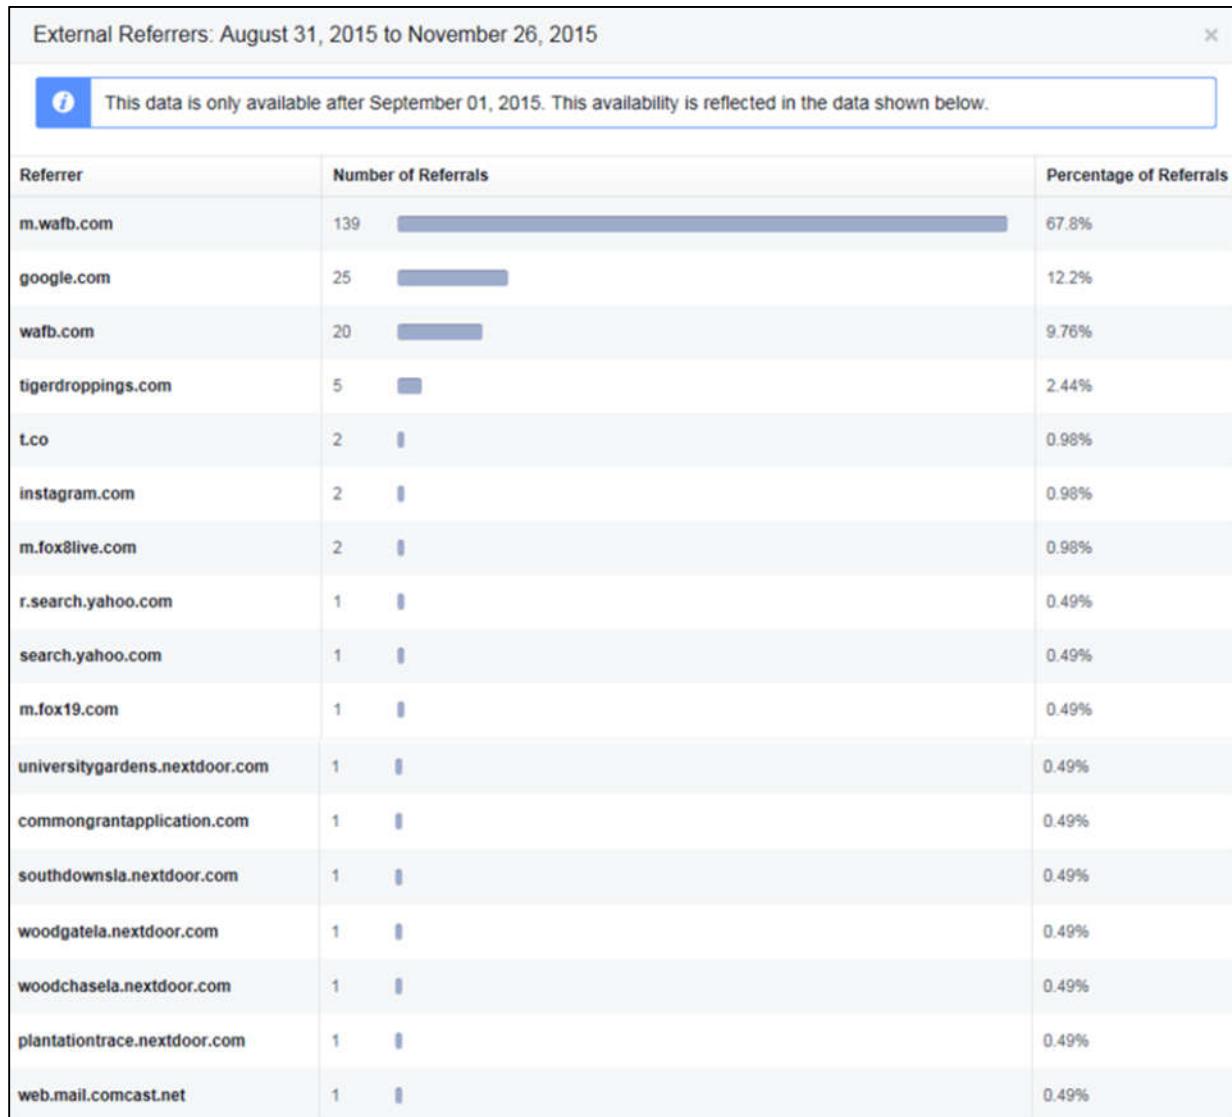 External Referrers: August 31, 2015 to November 26, 2015 ×
i This data is only available after September 01, 2015. This availability is reflected in the data shown below.
Referrer Number of Referrals Percentage of Referrals
m.wafb.com 139 67.8%
google.com 25 12.2%
wafb.com 20 9.76%
tigerdroppings.com 5 2.44%
t.co 2 0.98%
instagram.com 2 0.98%
m.fox8live.com 2 0.98%
r.search.yahoo.com 1 0.49%
search.yahoo.com 1 0.49%
m.fox19.com 1 0.49%
universitygardens.nextdoor.com 1 0.49%
commongrantapplication.com 1 0.49%
southdownsla.nextdoor.com 1 0.49%
woodgatela.nextdoor.com 1 0.49%
woodchasela.nextdoor.com 1 0.49%
plantationtrace.nextdoor.com 1 0.49%
web.mail.comcast.net 1 0.49%